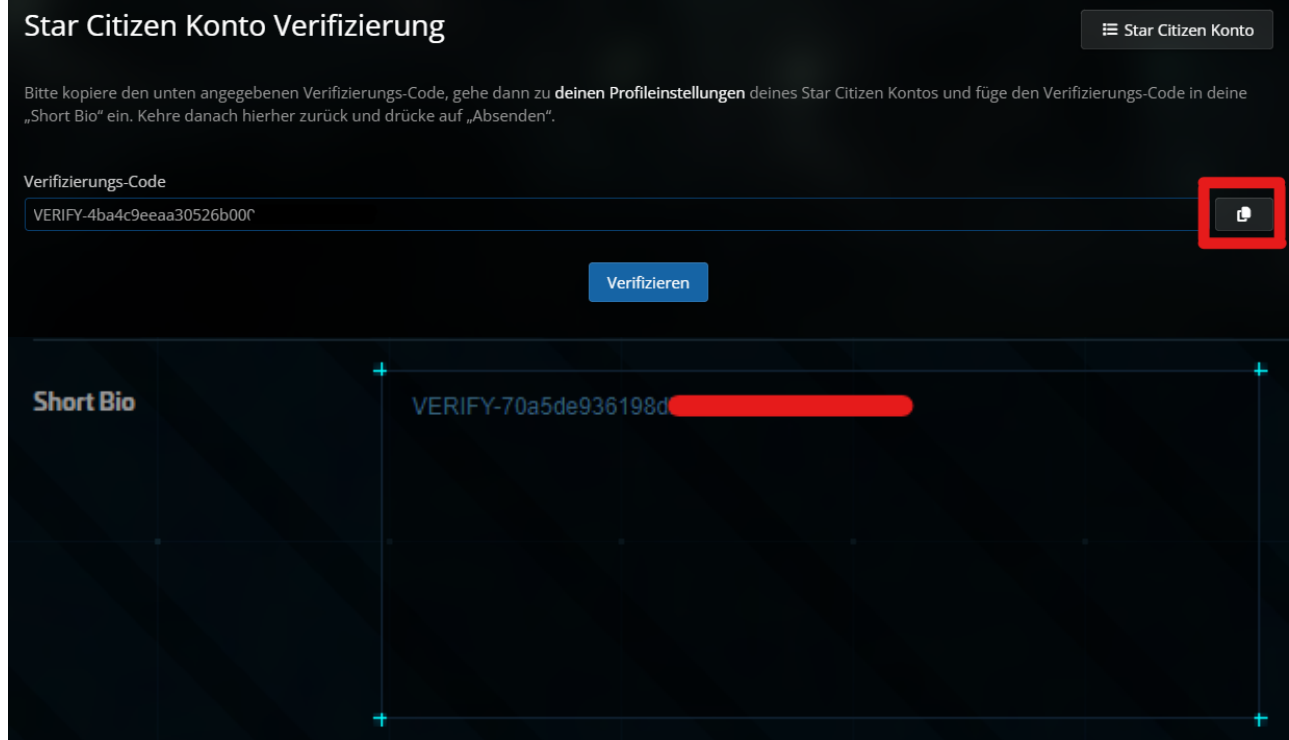 Star Citizen Konto Verifizierung
Star Citizen Konto
Bitte kopiere den unten angegebenen Verifizierungs-Code, gehe dann zu deinen Profileinstellungen deines Star Citizen Kontos und füge den Verifizierungs-Code in deine
„Short Bio“ ein. Kehre danach hierher zurück und drücke auf „Absenden“.
Verifizierungs-Code
VERIFY-4ba4c9eeaa30526b00
Verifizieren
Short Bio
VERIFY-70a5de936198d